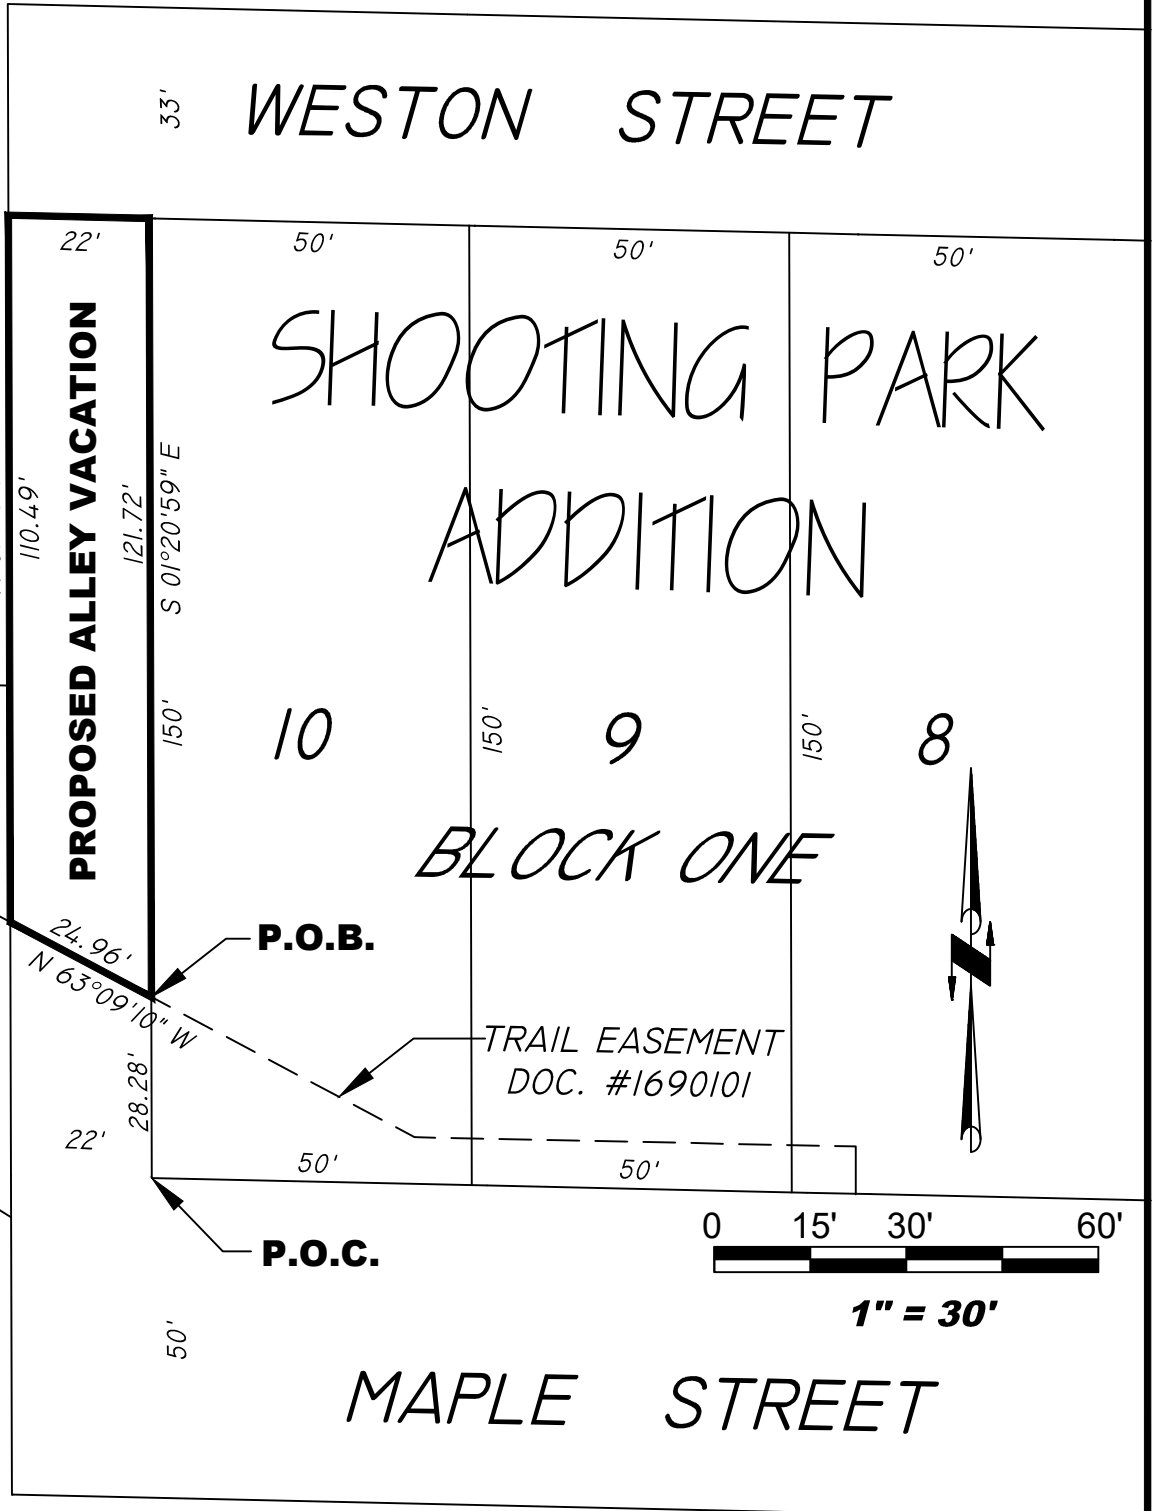 33'
WESTON STREET
22'
50'
50'
50'
SHOOTING PARK
ADDITION
110.49'
PROPOSED ALLEY VACATION
121.72'
S 01°20'59" E
150'
10
150'
9
150'
8
BLOCK ONE
24.96'
N 63°09'10" W
P.O.B.
TRAIL EASEMENT
DOC. #1690101
28.28'
22'
50'
50'
P.O.C.
0 15' 30' 60'
1" = 30'
50'
MAPLE STREET